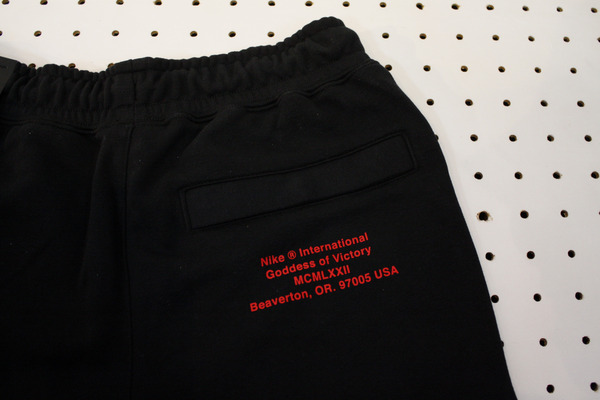 Nike ® International
Goddess of Victory
MCMLXXII
Beaverton, OR. 97005 USA